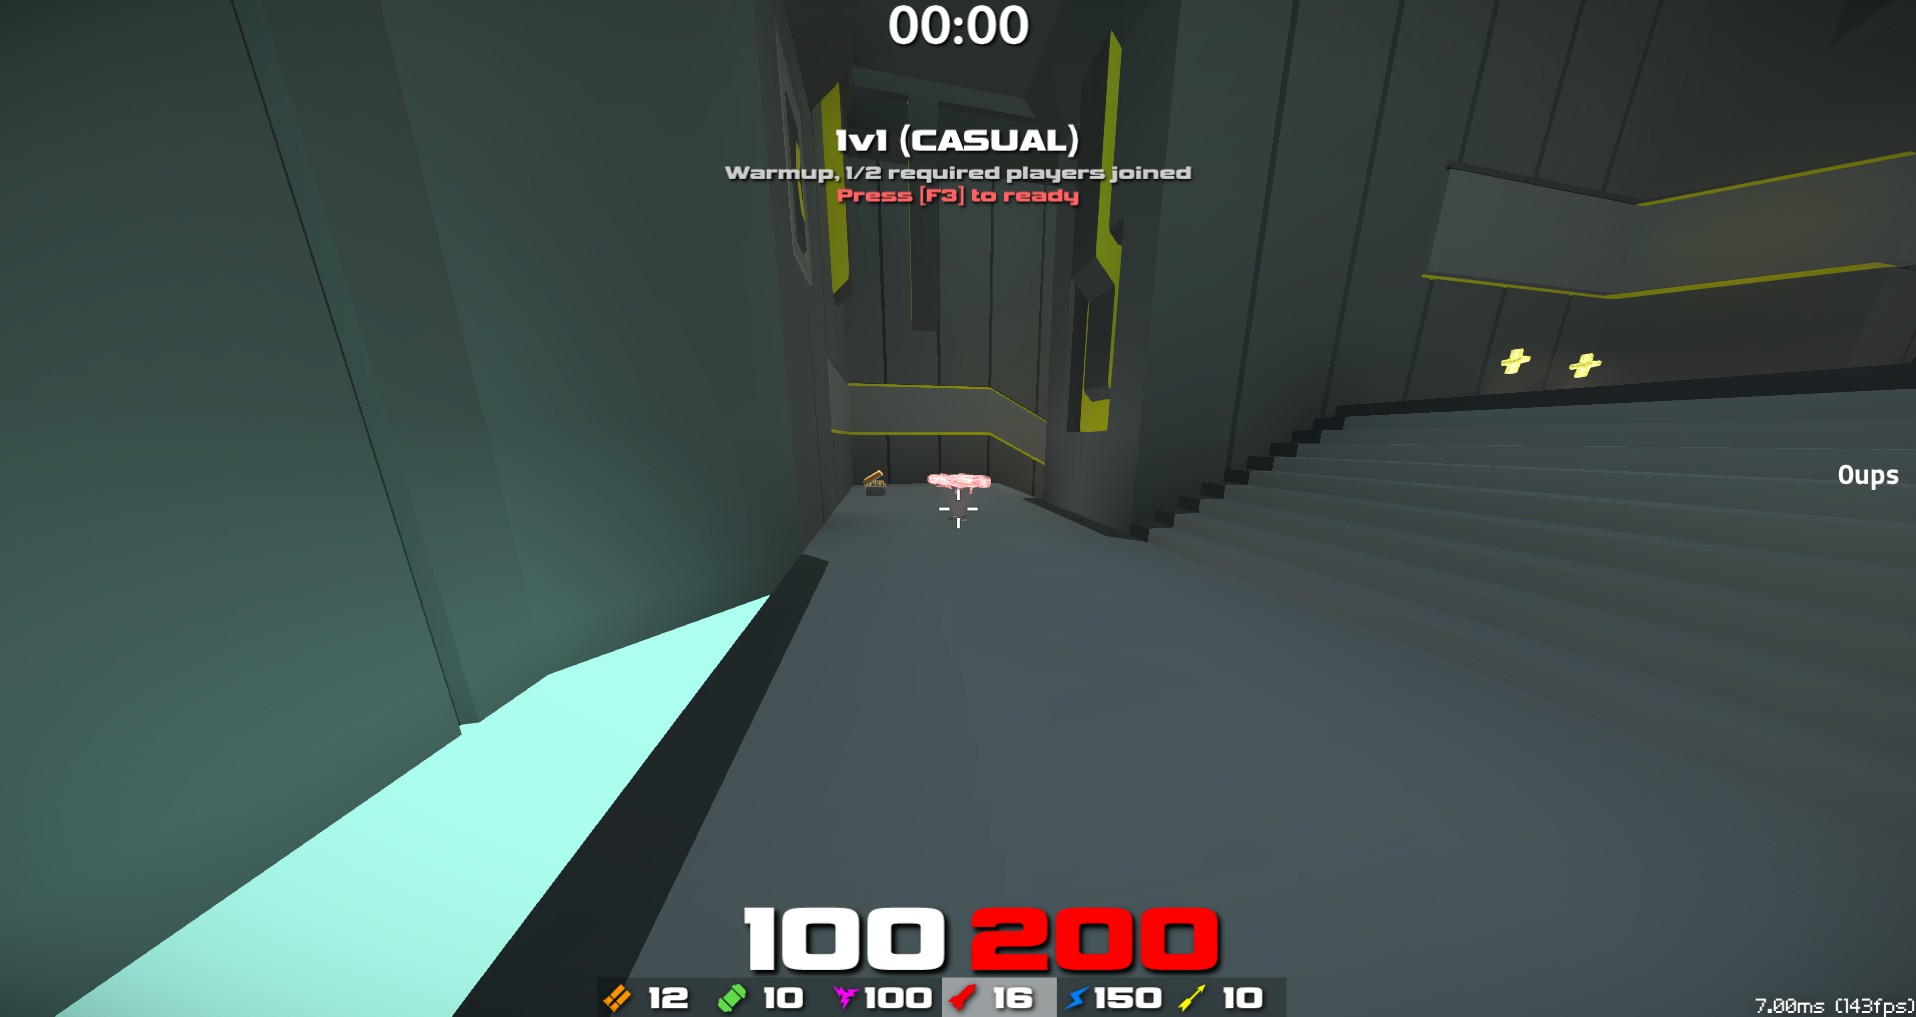 00:00
1v1 (CASUAL)
Warmup, 1/2 required players joined
Press [F3] to ready
Oups
100 200
12 10 100 16 150 10
7.00ms (143fps)